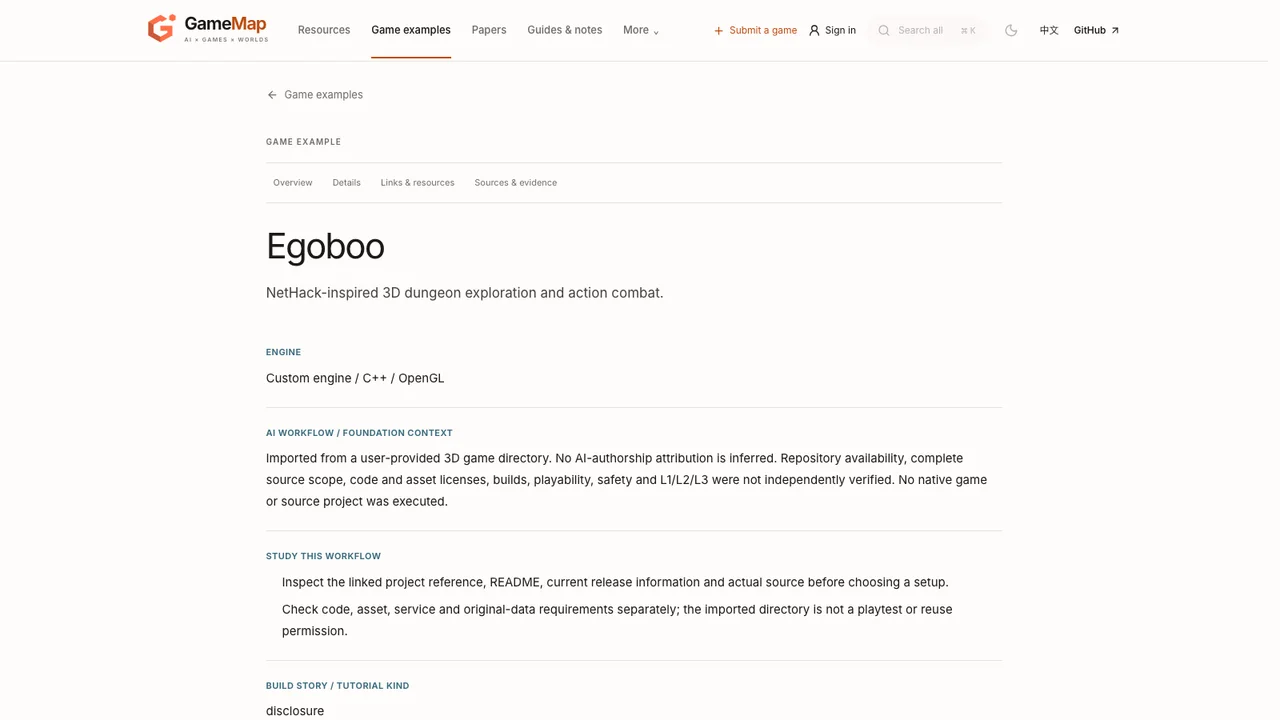 GameMap
AI × GAMES × WORLDS
Resources
Game examples
Papers
Guides & notes
More
+ Submit a game
Sign in
Search all
⌘ K
中文
GitHub ↗
← Game examples
GAME EXAMPLE
Overview
Details
Links & resources
Sources & evidence
Egoboo
NetHack-inspired 3D dungeon exploration and action combat.
ENGINE
Custom engine / C++ / OpenGL
AI WORKFLOW / FOUNDATION CONTEXT
Imported from a user-provided 3D game directory. No AI-authorship attribution is inferred. Repository availability, complete
source scope, code and asset licenses, builds, playability, safety and L1/L2/L3 were not independently verified. No native game
or source project was executed.
STUDY THIS WORKFLOW
Inspect the linked project reference, README, current release information and actual source before choosing a setup.
Check code, asset, service and original-data requirements separately; the imported directory is not a playtest or reuse
permission.
BUILD STORY / TUTORIAL KIND
disclosure